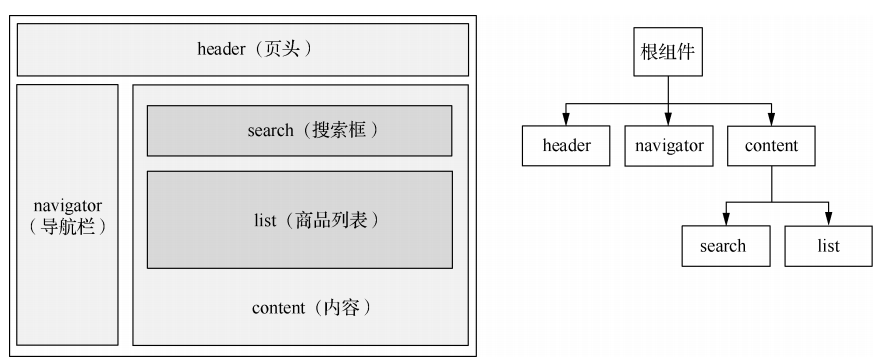 header（页头）
navigator
（导航栏）
search（搜索框）
list（商品列表）
content（内容）
根组件
header
navigator
content
search
list